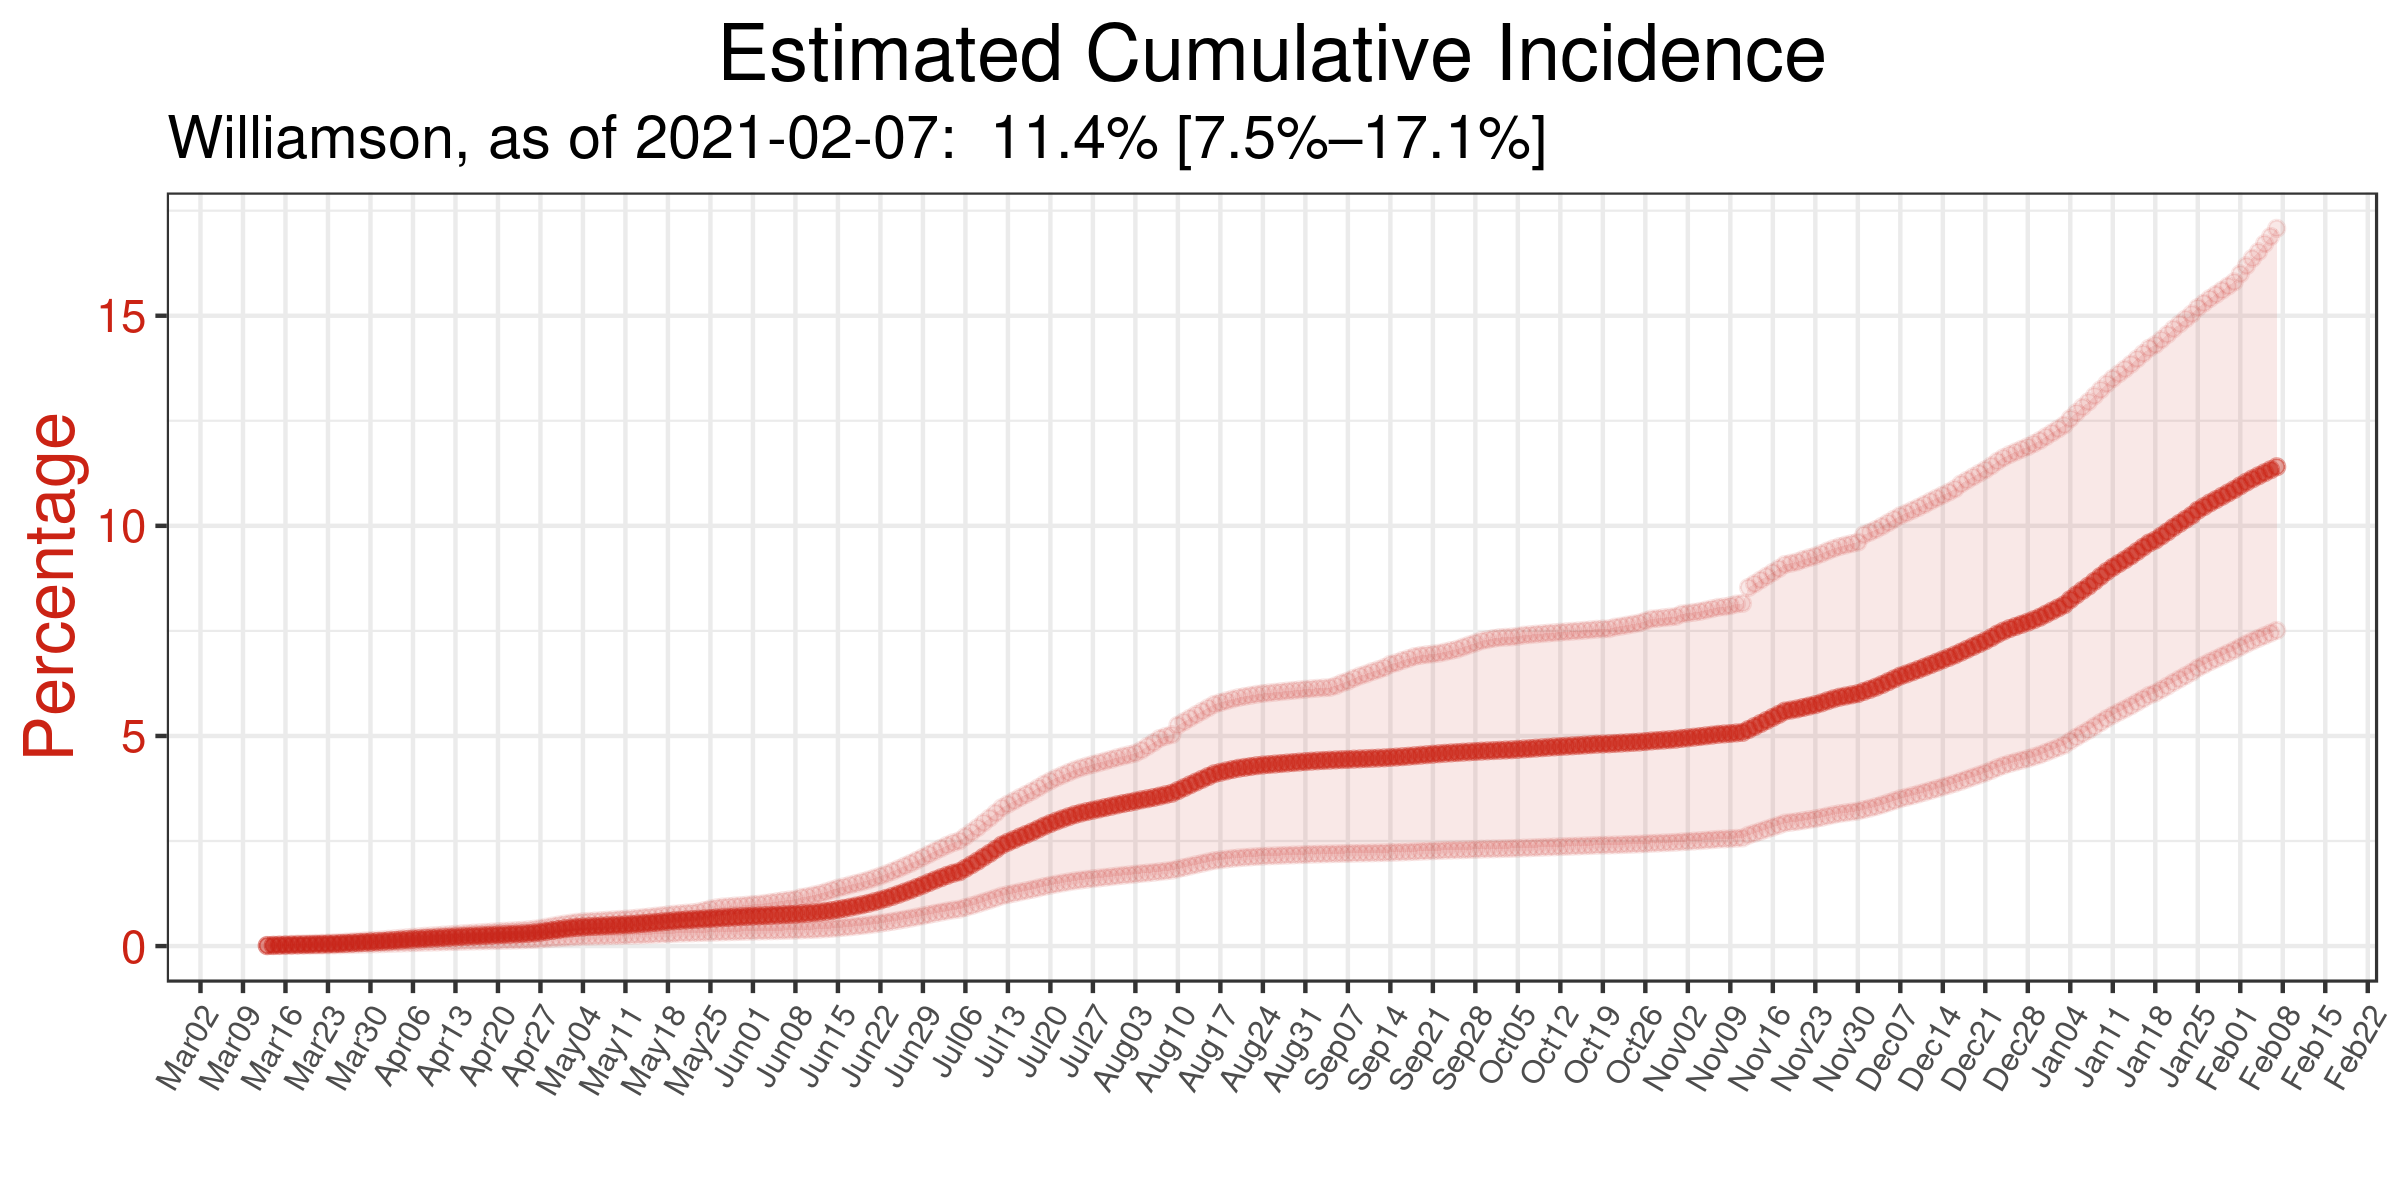 Estimated Cumulative Incidence
Williamson, as of 2021-02-07:  11.4% [7.5%–17.1%]
Percentage
15
10
5
0
Mar02
Mar09
Mar16
Mar23
Mar30
Apr06
Apr13
Apr20
Apr27
May04
May11
May18
May25
Jun01
Jun08
Jun15
Jun22
Jun29
Jul06
Jul13
Jul20
Jul27
Aug03
Aug10
Aug17
Aug24
Aug31
Sep07
Sep14
Sep21
Sep28
Oct05
Oct12
Oct19
Oct26
Nov02
Nov09
Nov16
Nov23
Nov30
Dec07
Dec14
Dec21
Dec28
Jan04
Jan11
Jan18
Jan25
Feb01
Feb08
Feb15
Feb22